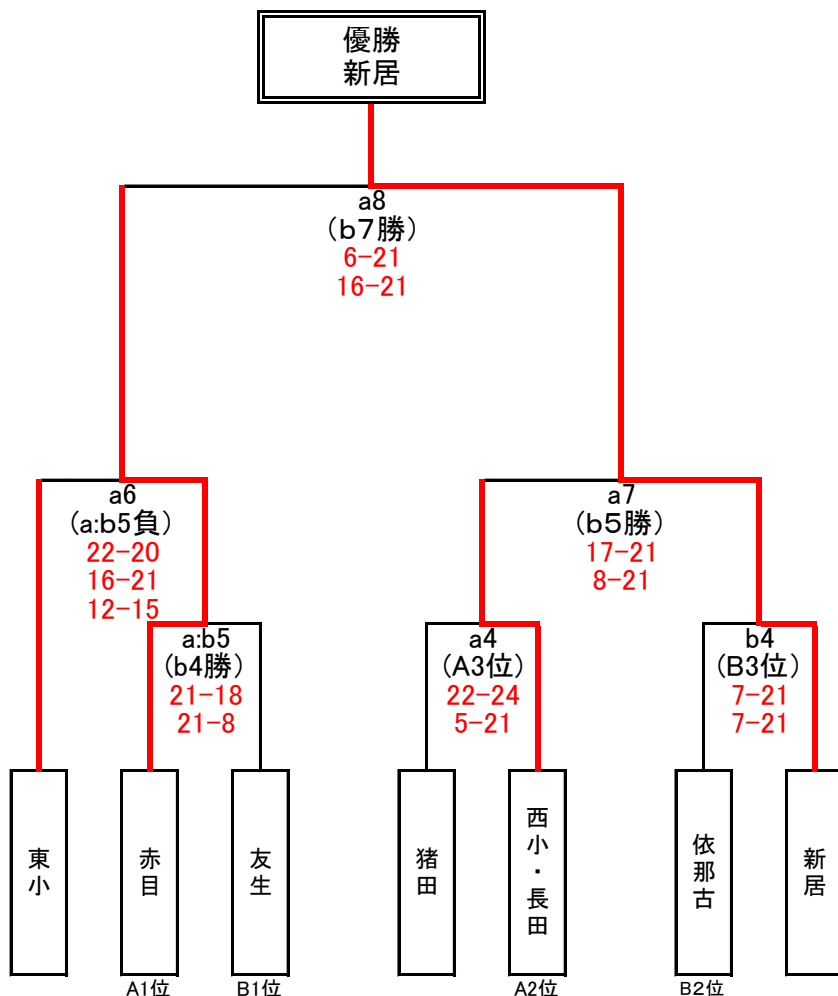 優勝
新居
a8
（b７勝）
6-21
16-21
a6
（a:b5負）
22-20
16-21
12-15
a7
（b５勝）
17-21
8-21
a:b5
(b4勝)
21-18
21-8
a4
(A3位)
22-24
5-21
b4
(B3位)
7-21
7-21
東小
赤目
友生
猪田
西小・長田
依那古
新居
A1位
B1位
A2位
B2位